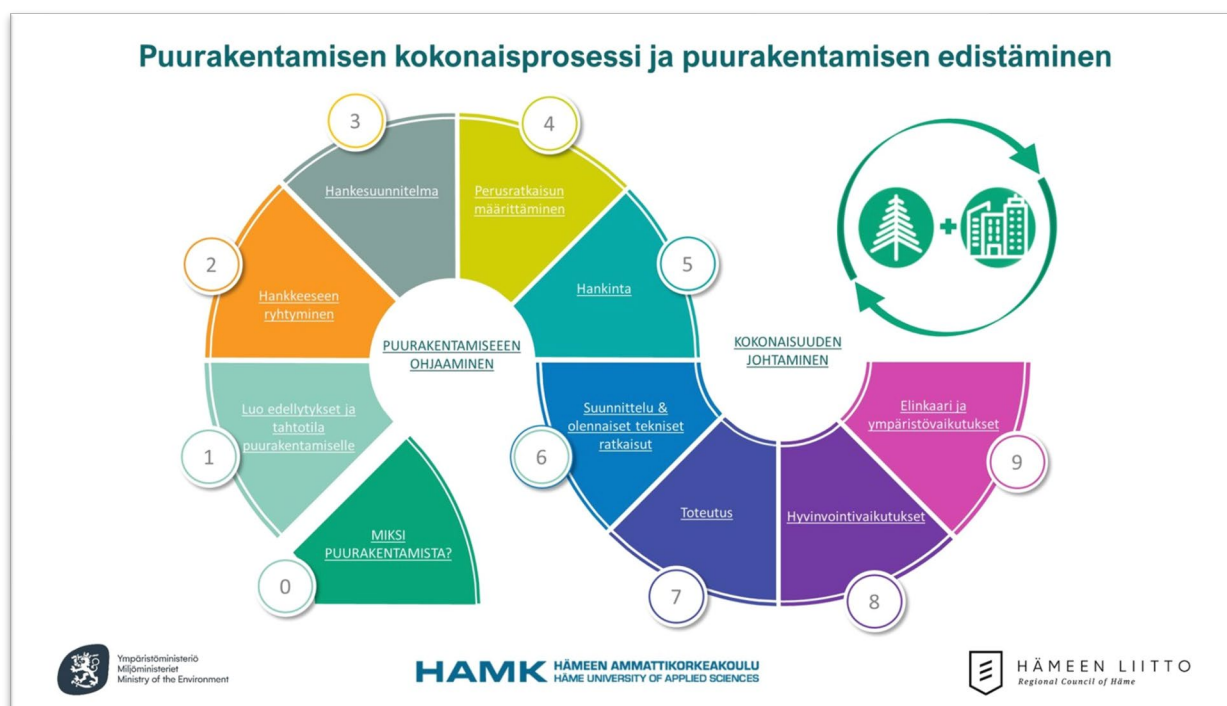 Puurakentamisen kokonaisprosessi ja puurakentamisen edistäminen
0
MIKSI
PUURAKENTAMISTA?
1
Luo edellytykset ja
tahtotila
puurakentamiselle
2
Hankkeeseen
ryhtyminen
3
Hankesuunnitelma
4
Perusratkaisun
määrittäminen
5
Hankinta
PUURAKENTAMISEEEN
OHJAAMINEN
KOKONAISUUDEN
JOHTAMINEN
6
Suunnittelu &
olennaiset tekniset
ratkaisut
7
Toteutus
8
Hyvinvointivaikutukset
9
Elinkaari ja
ympäristövaikutukset
Ympäristöministeriö
Miljöministeriet
Ministry of the Environment
HAMK
HÄMEEN AMMATTIKORKEAKOULU
HÄME UNIVERSITY OF APPLIED SCIENCES
HÄMEEN LIITTO
Regional Council of Häme